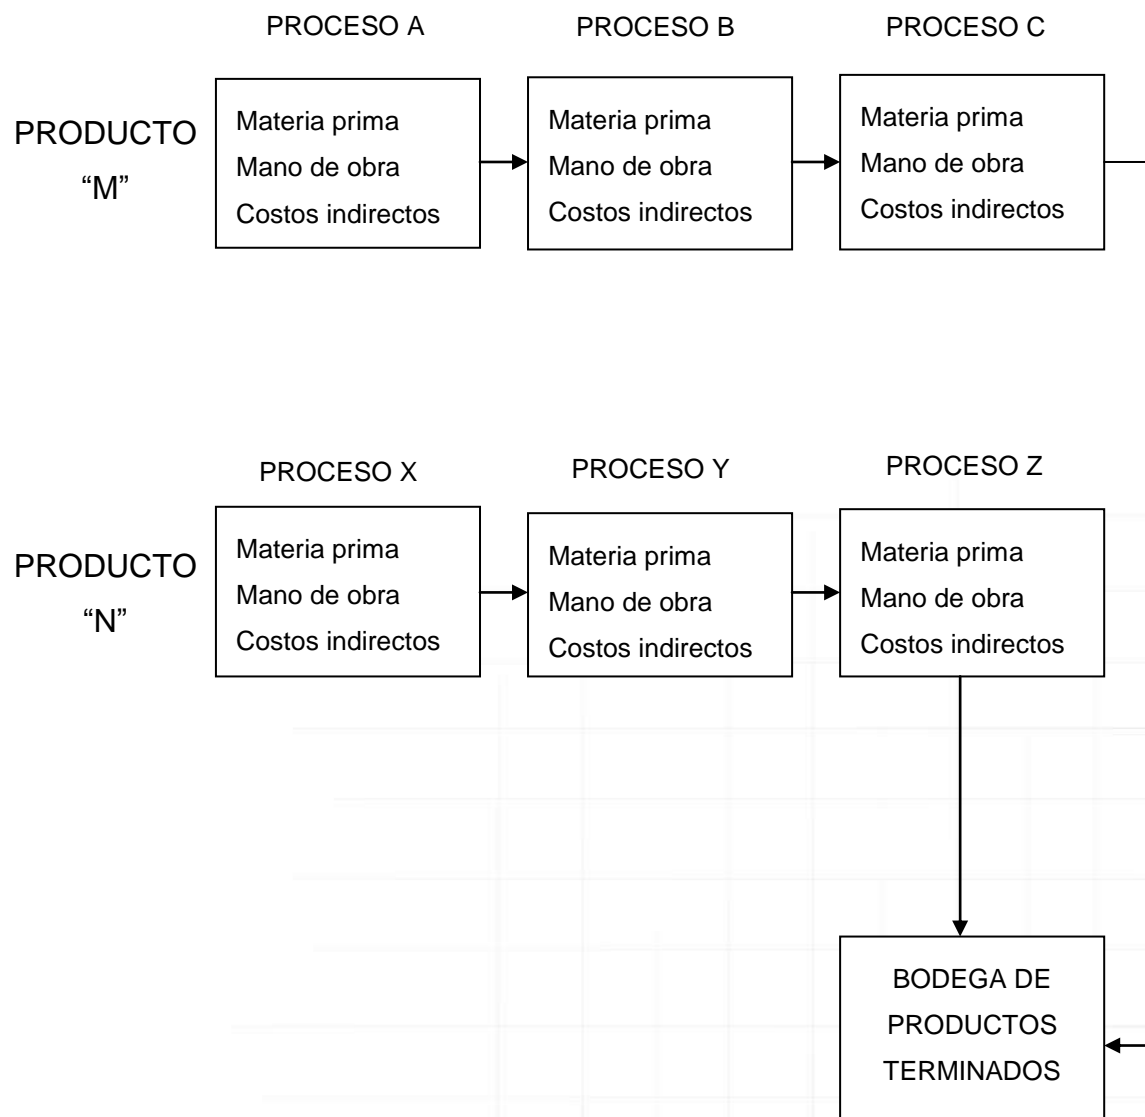 PROCESO A
PROCESO B
PROCESO C
PRODUCTO
“M”
Materia prima
Mano de obra
Costos indirectos
Materia prima
Mano de obra
Costos indirectos
Materia prima
Mano de obra
Costos indirectos
PROCESO X
PROCESO Y
PROCESO Z
PRODUCTO
“N”
Materia prima
Mano de obra
Costos indirectos
Materia prima
Mano de obra
Costos indirectos
Materia prima
Mano de obra
Costos indirectos
BODEGA DE
PRODUCTOS
TERMINADOS